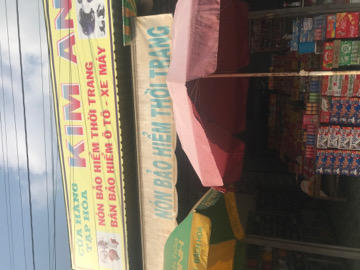 CỬA HÀNG
TẠP HÓA
KIM AN
NÓN BẢO HIỂM THỜI TRANG
BÁN BẢO HIỂM Ô TÔ - XE MÁY
NÓN BẢO HIỂM THỜI TRANG